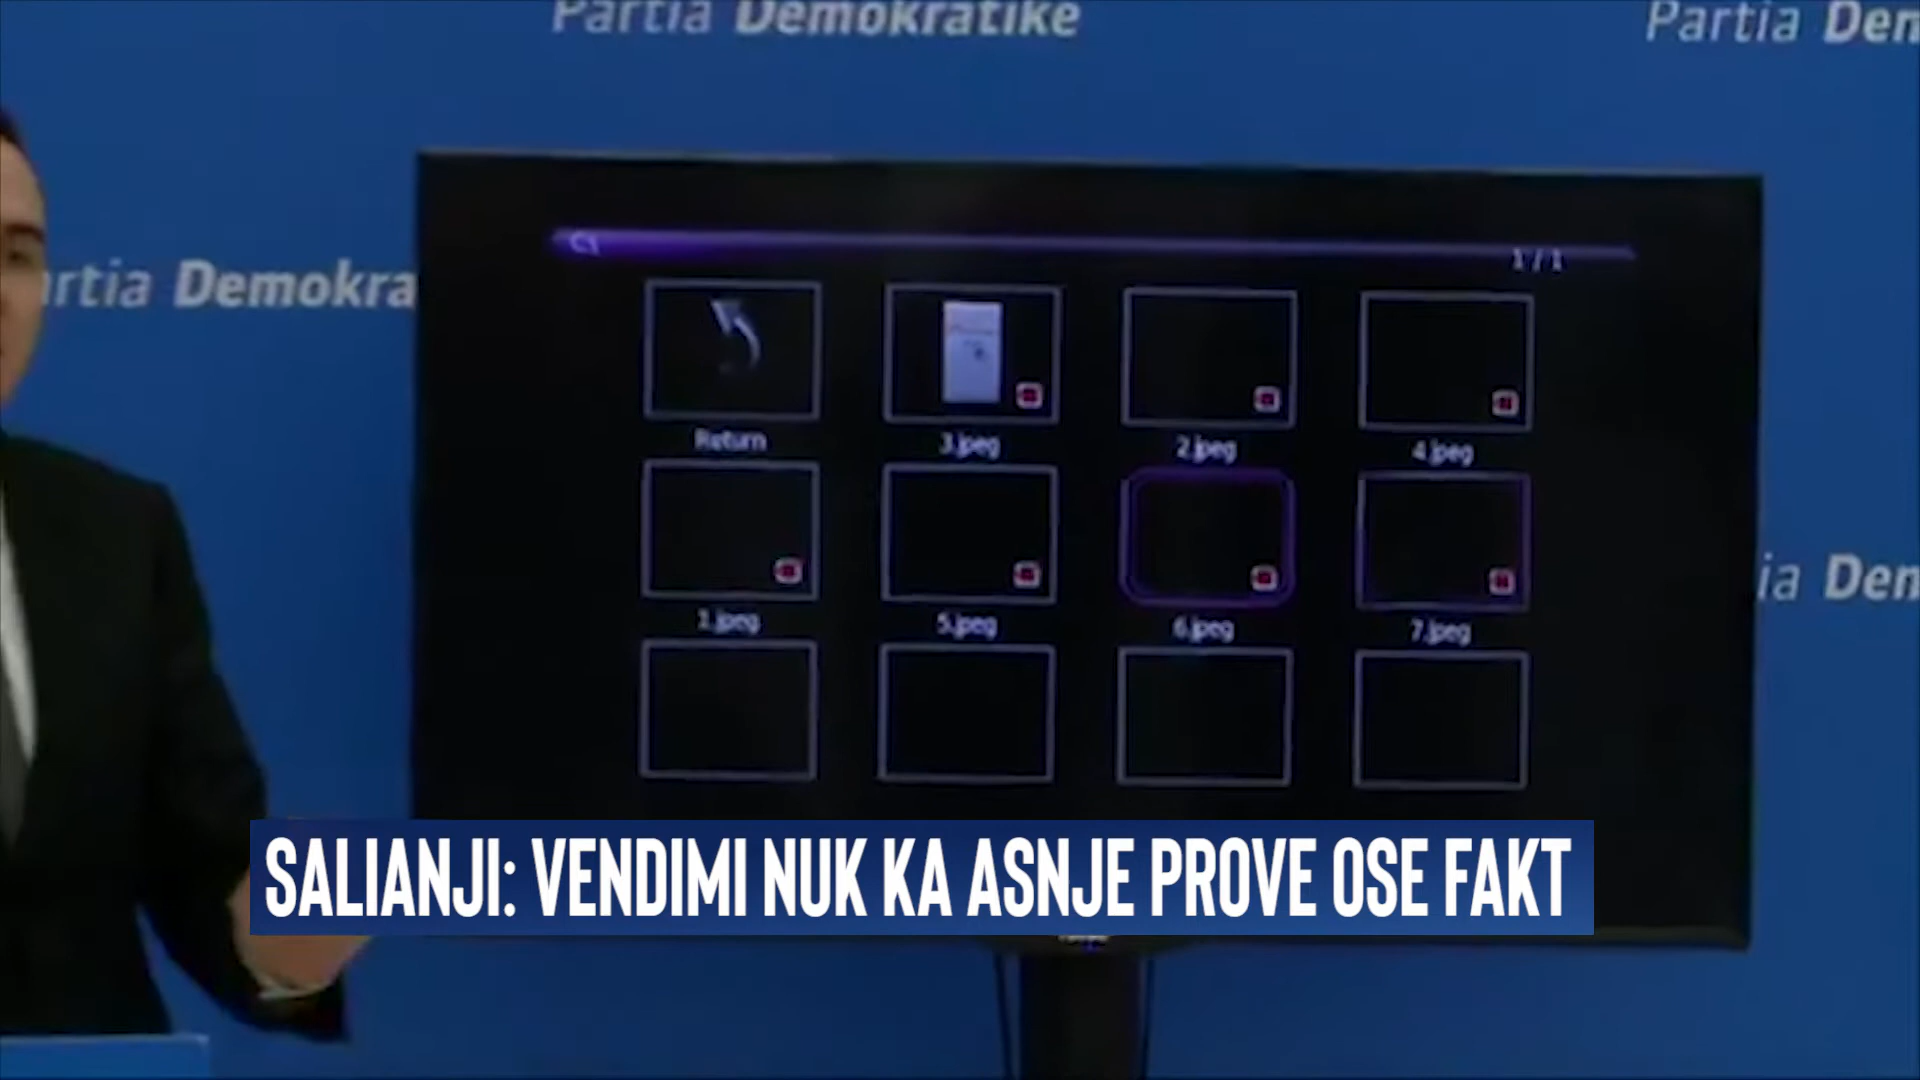 Partia Demokratike
Partia Dem
artia Demokra
1 / 1
Return
3.jpeg
2.jpeg
4.jpeg
1.jpeg
5.jpeg
6.jpeg
7.jpeg
ia Dem
SALIANJI: VENDIMI NUK KA ASNJE PROVE OSE FAKT